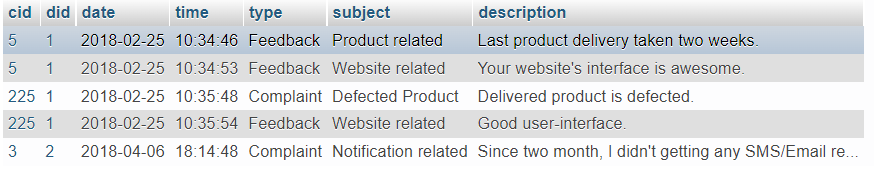 cid did date time type subject description
5 1 2018-02-25 10:34:46 Feedback Product related Last product delivery taken two weeks.
5 1 2018-02-25 10:34:53 Feedback Website related Your website's interface is awesome.
225 1 2018-02-25 10:35:48 Complaint Defected Product Delivered product is defected.
225 1 2018-02-25 10:35:54 Feedback Website related Good user-interface.
3 2 2018-04-06 18:14:48 Complaint Notification related Since two month, I didn't getting any SMS/Email re...